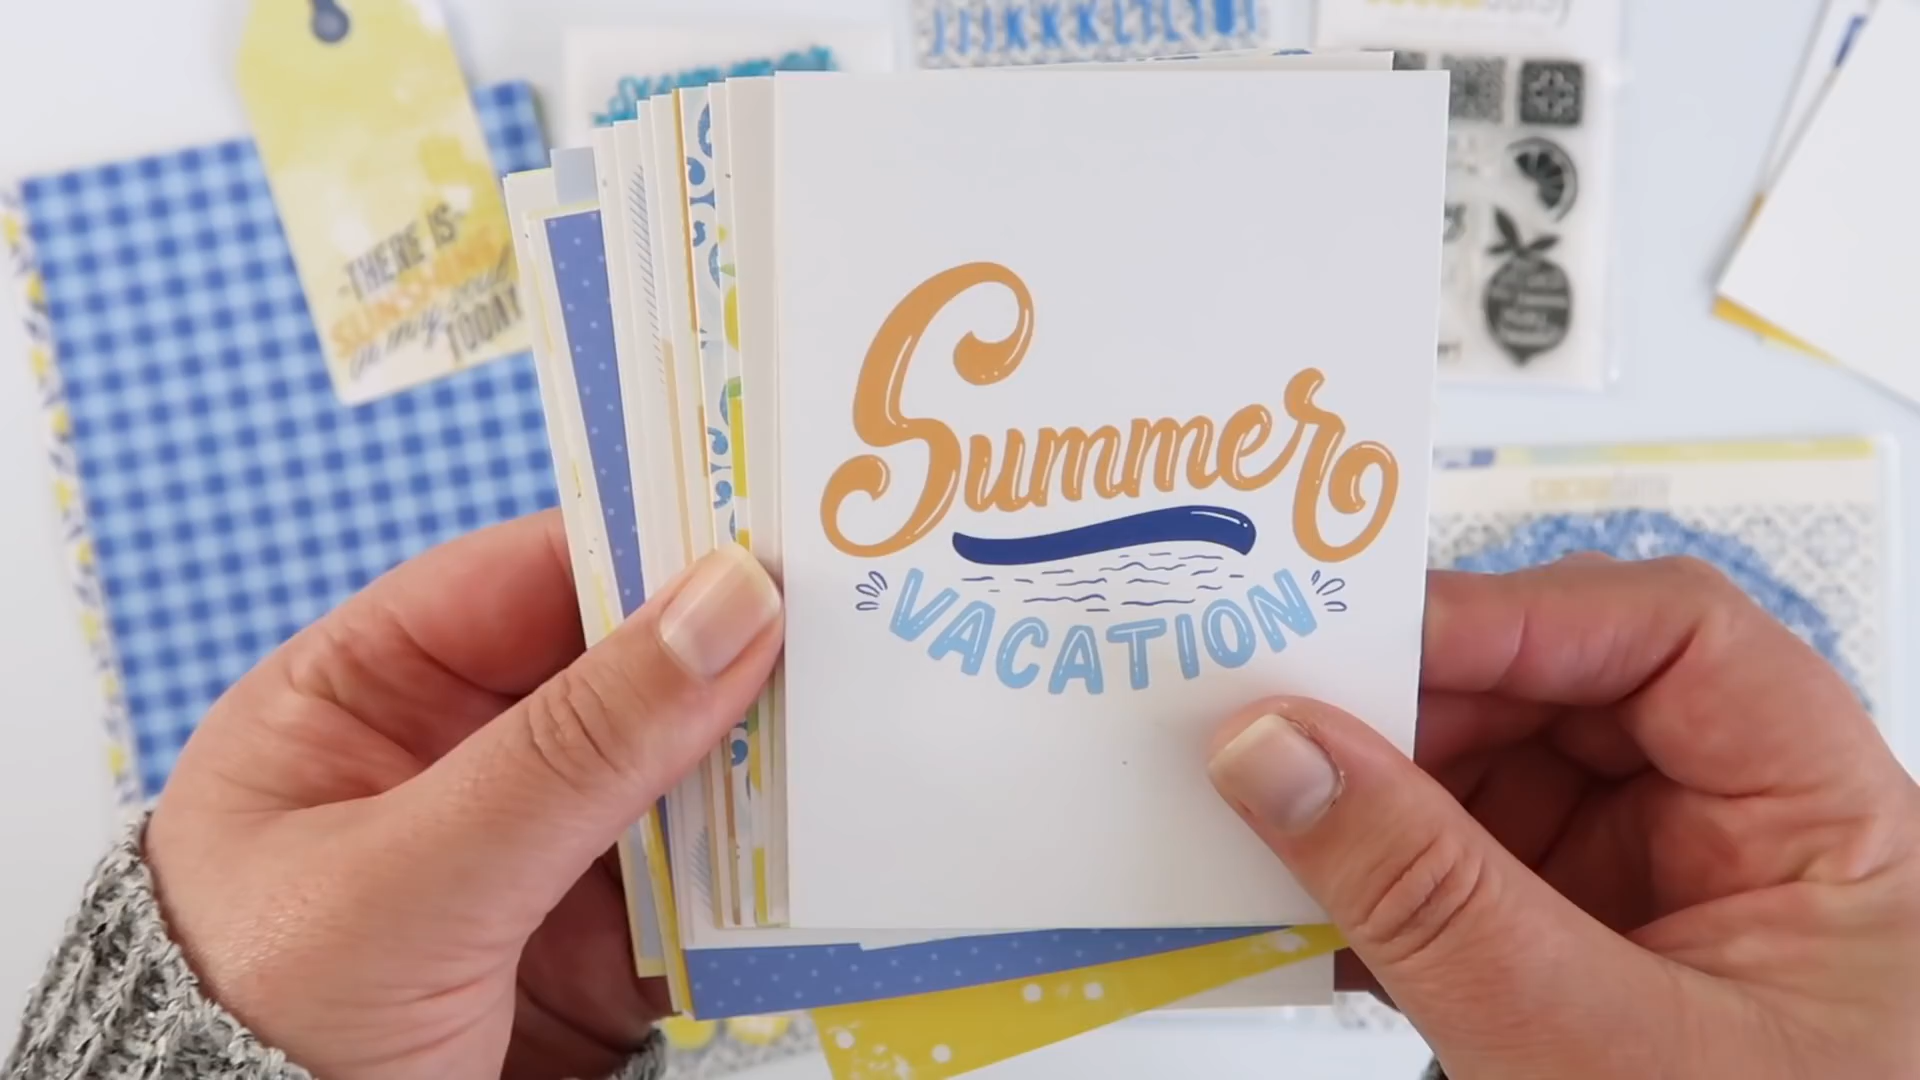 Summer
VACATION
-THERE IS-
SUNSHINE
in my soul
TODAY